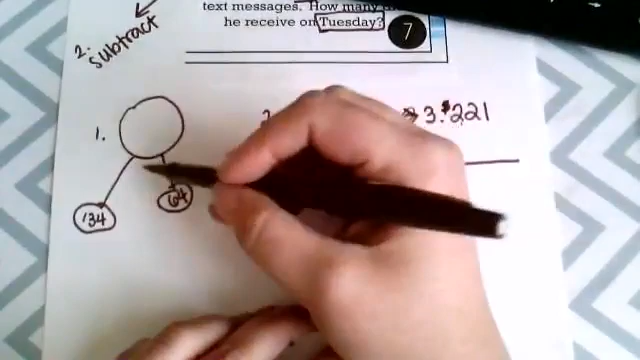 text messages. How many
he receive on Tuesday?
7
2.
subtract
1.
3. $221
134
64